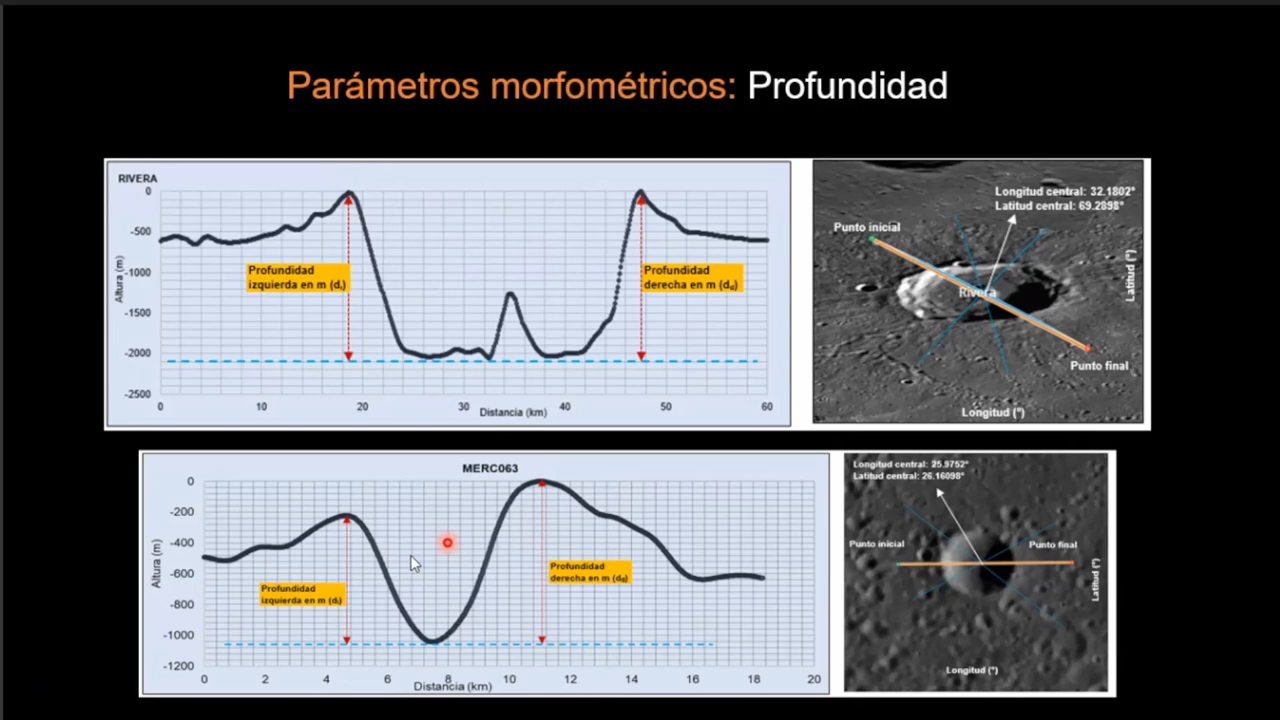 Parámetros morfométricos: Profundidad
RIVERA
0
-500
-1000
-1500
-2000
-2500
Altura (m)
Profundidad
izquierda en m (dᵢ)
Profundidad
derecha en m (d_d)
0 10 20 30 40 50 60
Distancia (km)
Longitud central: 32.1802°
Latitud central: 69.2898°
Punto inicial
Rivera
Punto final
Latitud (°)
Longitud (°)
MERC063
0
-200
-400
-600
-800
-1000
-1200
Altura (m)
Profundidad
izquierda en m (dᵢ)
Profundidad
derecha en m (d_d)
0 2 4 6 8 10 12 14 16 18 20
Distancia (km)
Longitud central: 25.9752°
Latitud central: 26.16098°
Punto inicial
Punto final
Latitud (°)
Longitud (°)